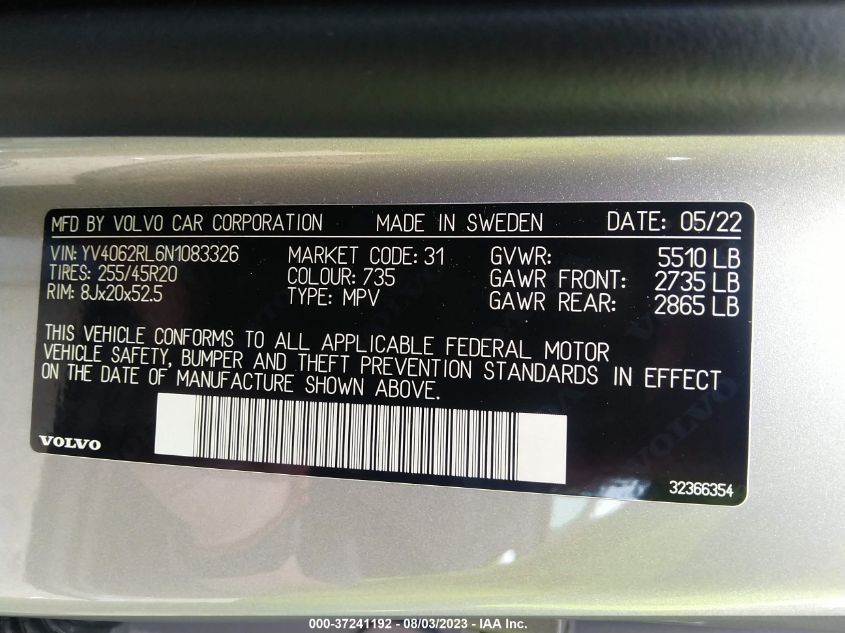 MFD BY VOLVO CAR CORPORATION MADE IN SWEDEN DATE: 05/22
VIN: YV4062RL6N1083326 MARKET CODE: 31 GVWR: 5510 LB
TIRES: 255/45R20 COLOUR: 735 GAWR FRONT: 2735 LB
RIM: 8Jx20x52.5 TYPE: MPV GAWR REAR: 2865 LB
THIS VEHICLE CONFORMS TO ALL APPLICABLE FEDERAL MOTOR
VEHICLE SAFETY, BUMPER AND THEFT PREVENTION STANDARDS IN EFFECT
ON THE DATE OF MANUFACTURE SHOWN ABOVE.
VOLVO
32366354
000-37241192 - 08/03/2023 - IAA Inc.